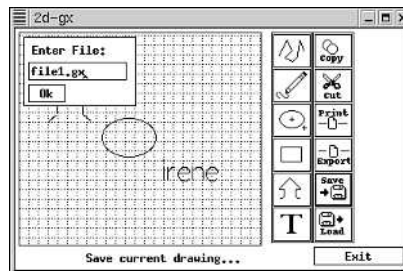 2d-gx
Enter File:
file1.gx
Ok
irene
Copy
cut
Print
Export
Save
T
Load
Save current drawing...
Exit